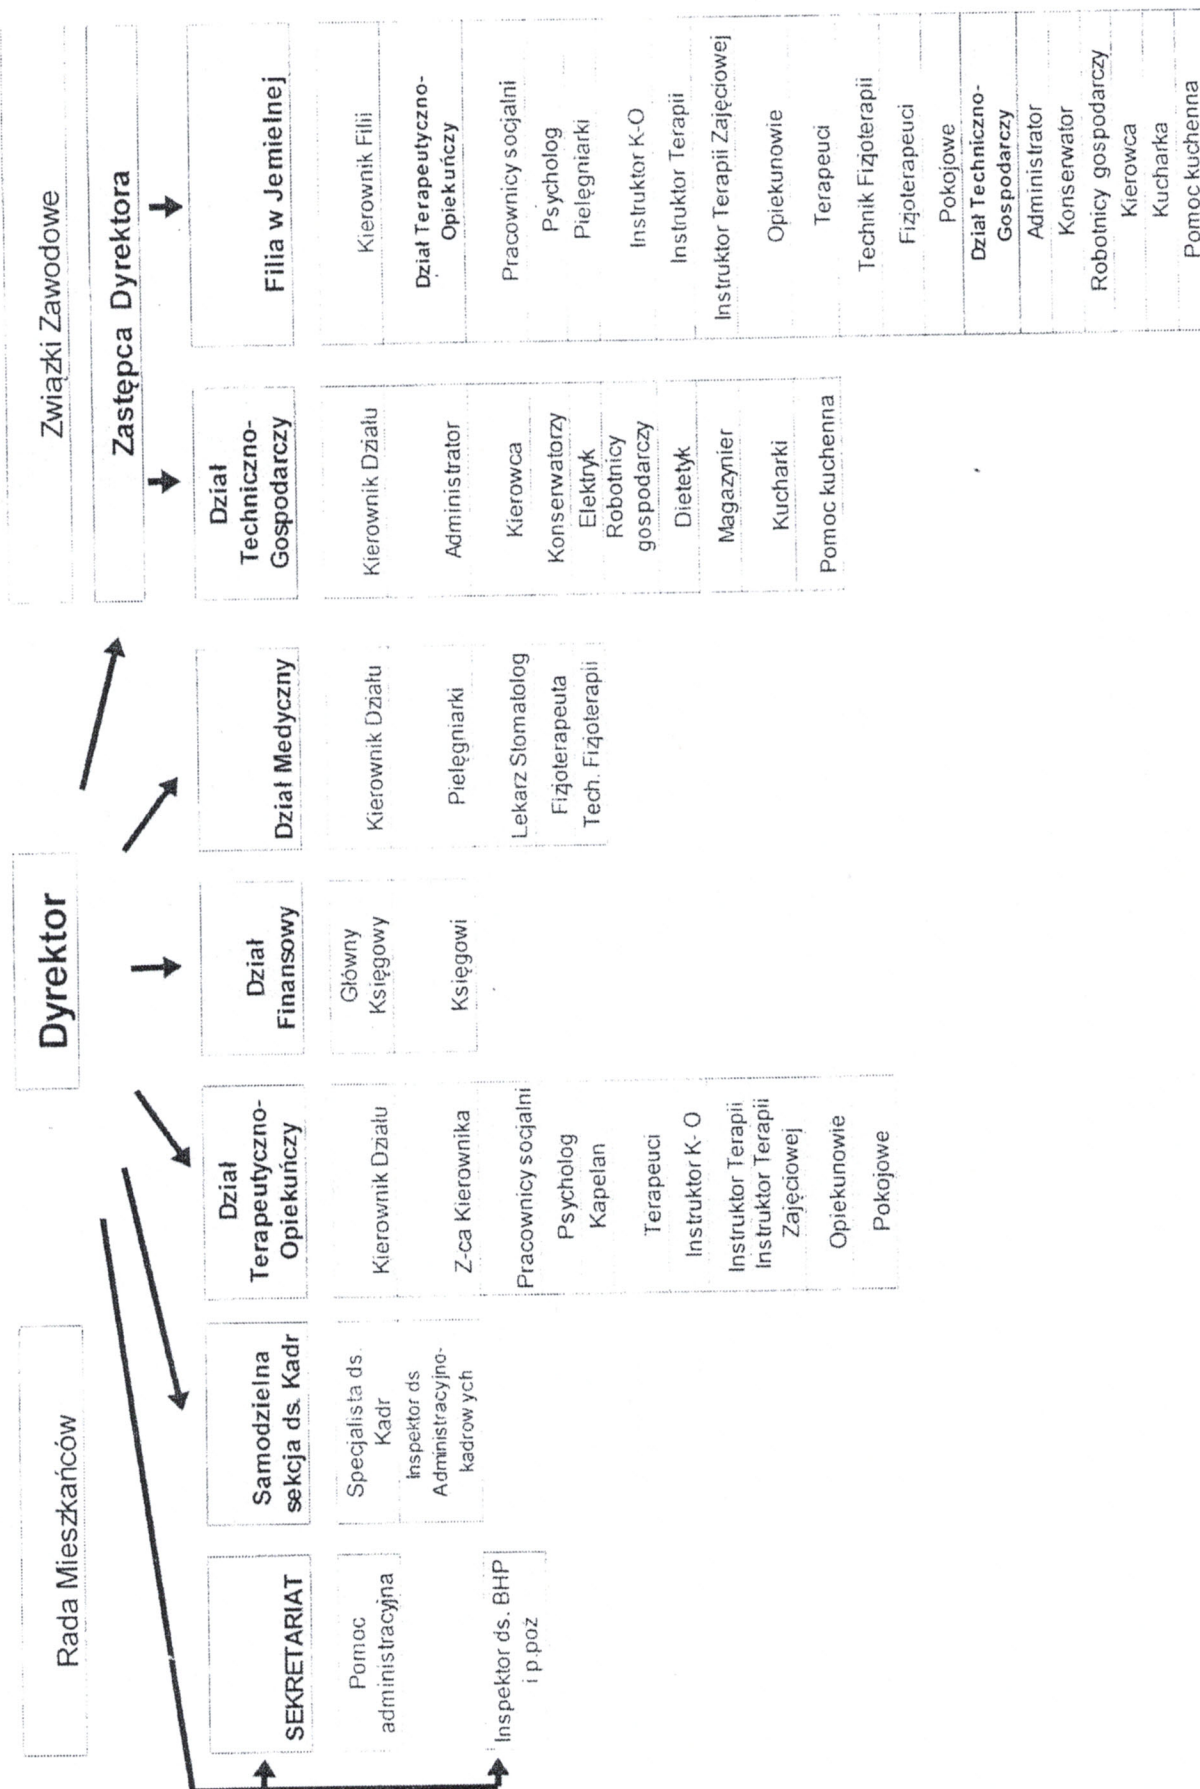 Rada Mieszkańców
Dyrektor
Związki Zawodowe
Zastępca Dyrektora
SEKRETARIAT
Pomoc
administracyjna
Inspektor ds. BHP
i p.poż
Samodzielna
sekcja ds. Kadr
Specjalista ds.
Kadr
Inspektor ds
Administracyjno-
kadrowych
Dział
Terapeutyczno-
Opiekuńczy
Kierownik Działu
Z-ca Kierownika
Pracownicy socjalni
Psycholog
Kapelan
Terapeuci
Instruktor K- O
Instruktor Terapii
Instruktor Terapii
Zajęciowej
Opiekunowie
Pokojowe
Dział
Finansowy
Główny
Księgowy
Księgowi
Dział Medyczny
Kierownik Działu
Pielęgniarki
Lekarz Stomatolog
Fizjoterapeuta
Tech. Fizjoterapii
Dział
Techniczno-
Gospodarczy
Kierownik Działu
Administrator
Kierowca
Konserwatorzy
Elektryk
Robotnicy
gospodarczy
Dietetyk
Magazynier
Kucharki
Pomoc kuchenna
Filia w Jemielnej
Kierownik Filii
Dział Terapeutyczno-
Opiekuńczy
Pracownicy socjalni
Psycholog
Pielęgniarki
Instruktor K-O
Instruktor Terapii
Instruktor Terapii Zajęciowej
Opiekunowie
Terapeuci
Technik Fizjoterapii
Fizjoterapeuci
Pokojowe
Dział Techniczno-
Gospodarczy
Administrator
Konserwator
Robotnicy gospodarczy
Kierowca
Kucharka
Pomoc kuchenna